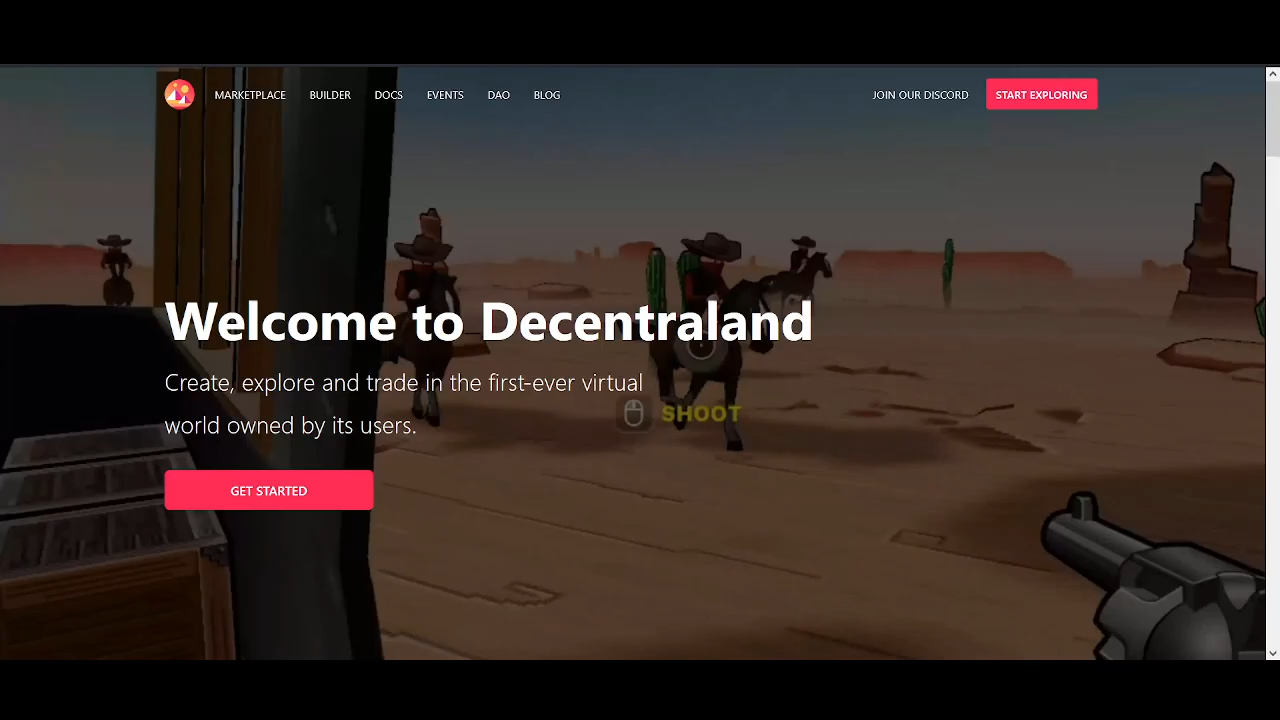 MARKETPLACE BUILDER DOCS EVENTS DAO BLOG JOIN OUR DISCORD START EXPLORING
Welcome to Decentraland
Create, explore and trade in the first-ever virtual
world owned by its users.
SHOOT
GET STARTED